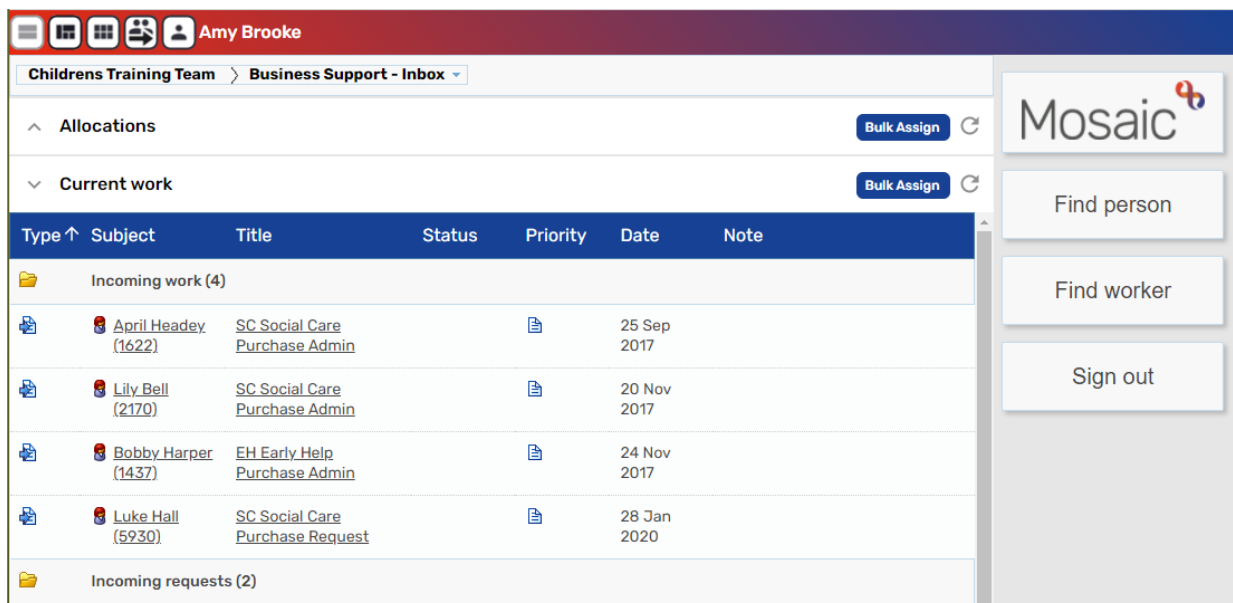 Amy Brooke
Childrens Training Team Business Support - Inbox
Allocations Bulk Assign
Current work Bulk Assign
Type Subject Title Status Priority Date Note
Incoming work (4)
April Headey SC Social Care 25 Sep
(1622) Purchase Admin 2017
Lily Bell SC Social Care 20 Nov
(2170) Purchase Admin 2017
Bobby Harper EH Early Help 24 Nov
(1437) Purchase Admin 2017
Luke Hall SC Social Care 28 Jan
(5930) Purchase Request 2020
Incoming requests (2)
Mosaic
Find person
Find worker
Sign out